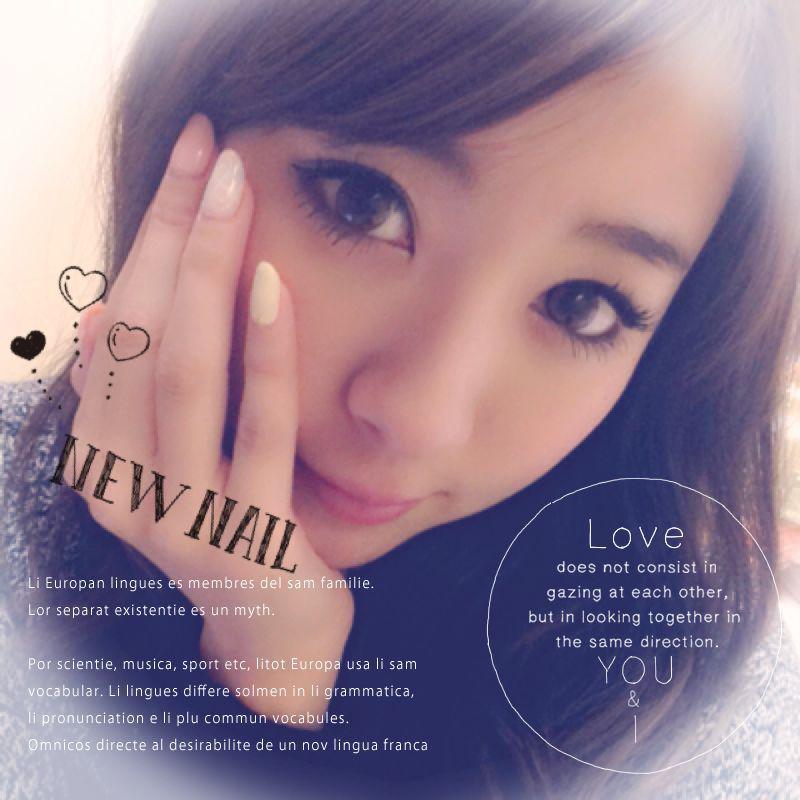 NEW NAIL
Li Europan lingues es membres del sam familie.
Lor separat existentie es un myth.
Por scientie, musica, sport etc, litot Europa usa li sam
vocabular. Li lingues differe solmen in li grammatica,
li pronunciation e li plu commun vocabules.
Omnicos directe al desirabilite de un nov lingua franca
Love
does not consist in
gazing at each other,
but in looking together in
the same direction.
YOU
&
I